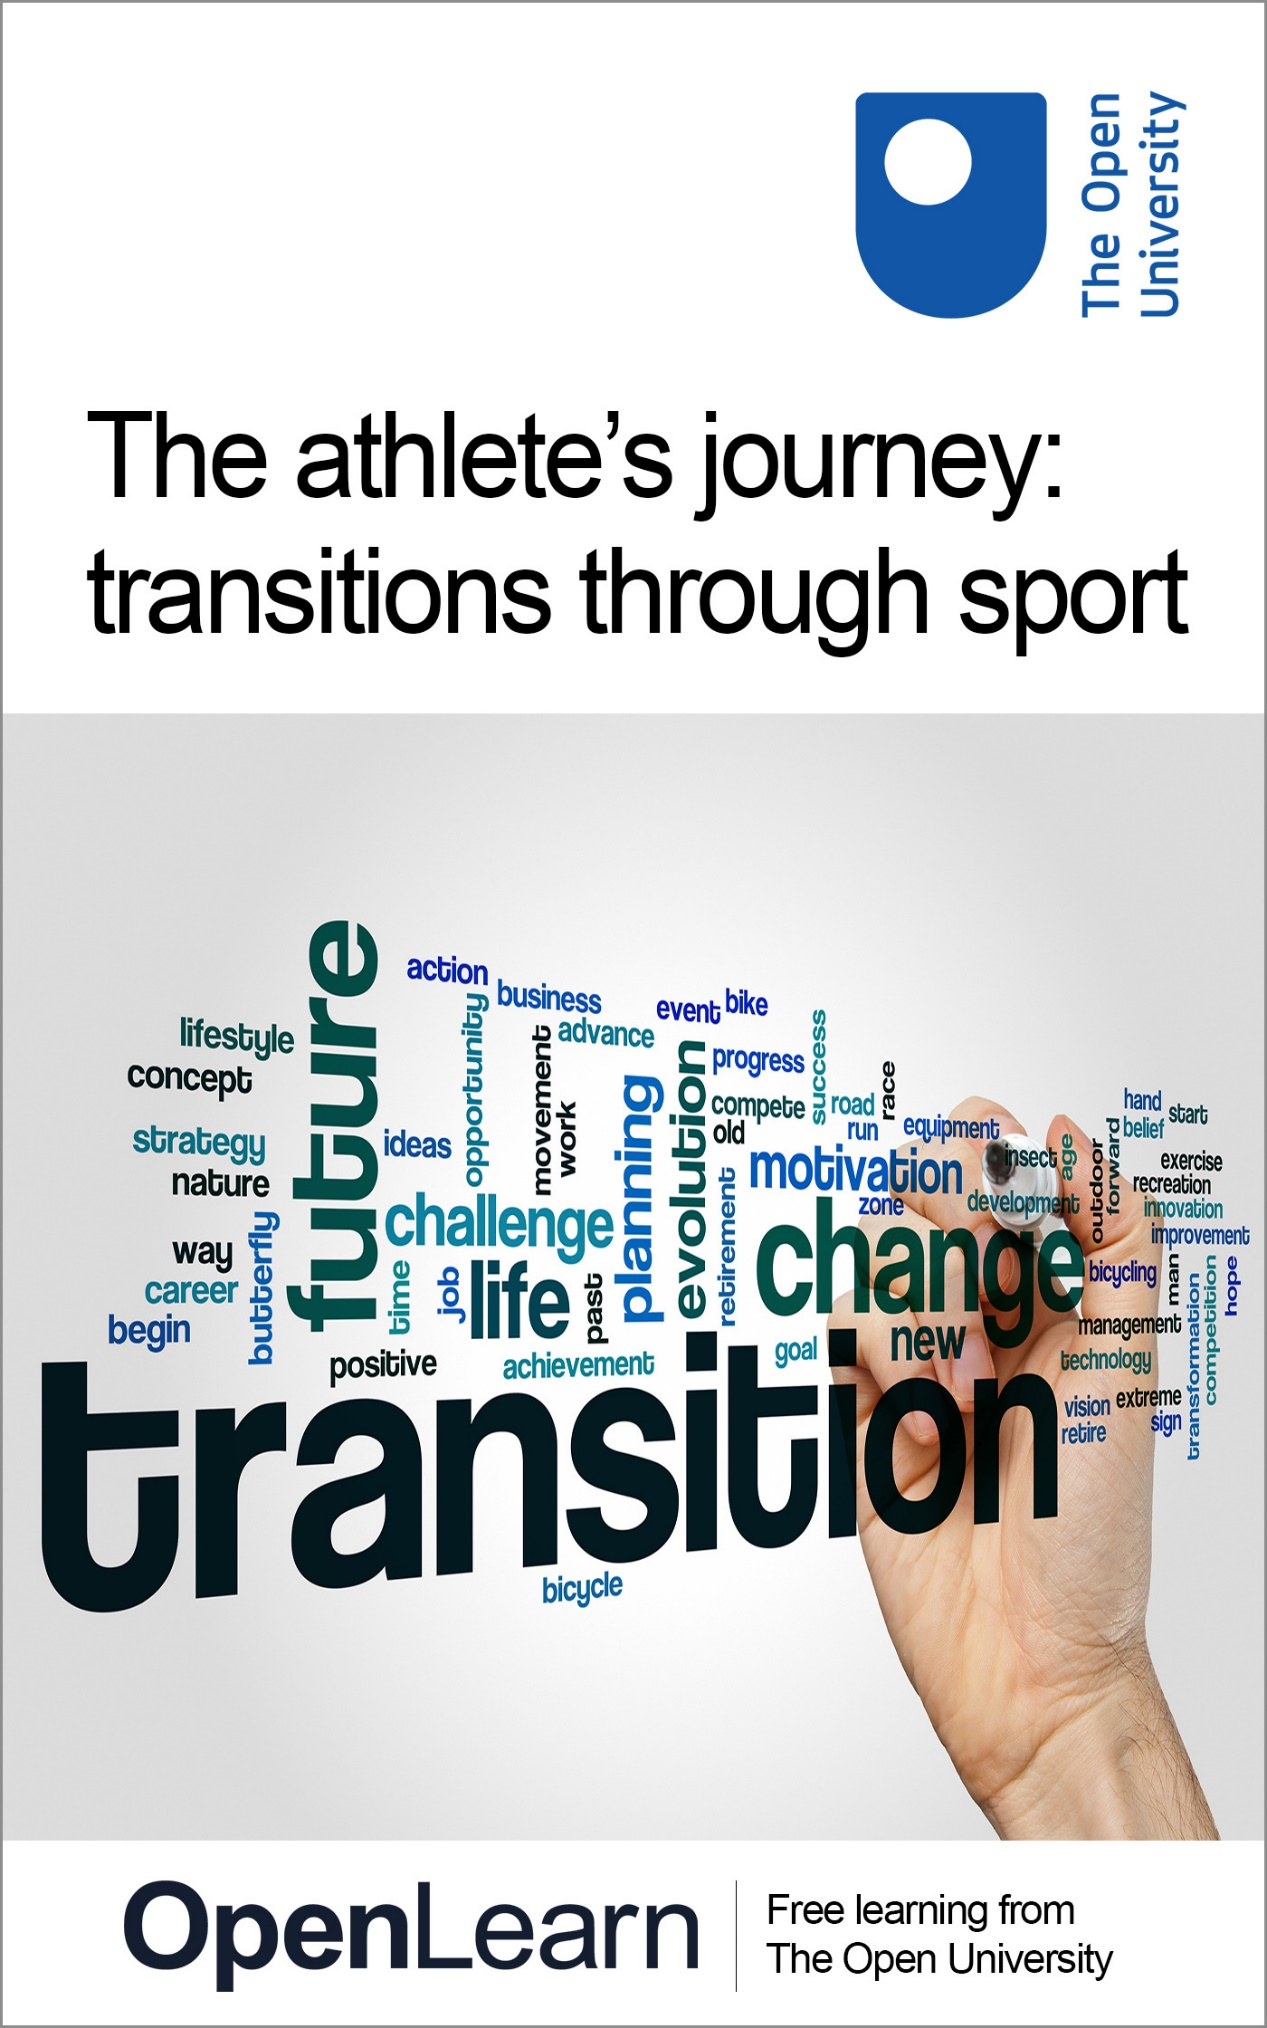 The Open
University
The athlete’s journey:
transitions through sport
future
action
business
opportunity
lifestyle
concept
movement
advance
event
bike
success
progress
race
strategy
nature
ideas
work
planning
evolution
compete
old
road
run
equipment
hand
start
belief
insect
age
outdoor
forward
exercise
recreation
innovation
improvement
motivation
zone
development
way
career
begin
butterfly
challenge
time
job
life
past
retirement
change
bicycling
man
hope
management
transformation
competition
positive
achievement
goal
new
technology
vision
extreme
retire
sign
transition
bicycle
OpenLearn
Free learning from
The Open University